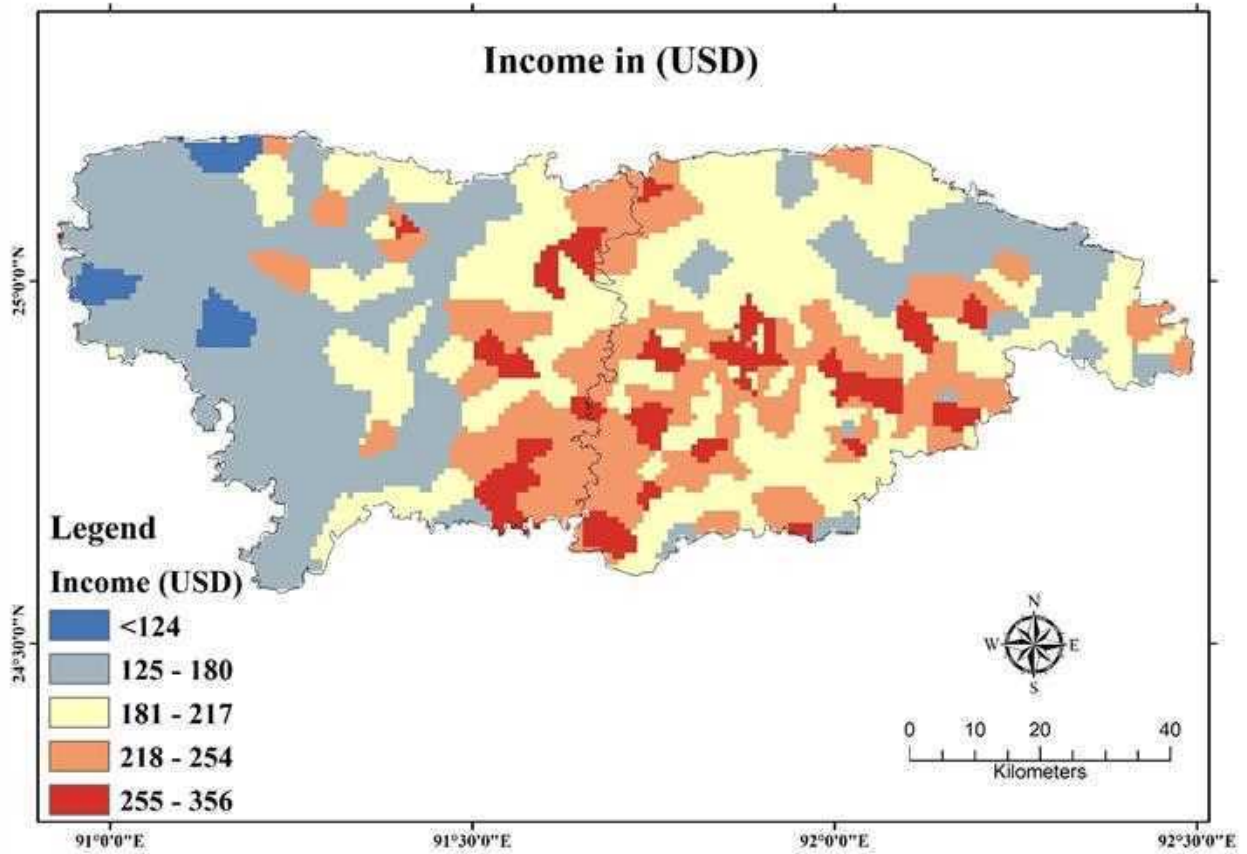 Income in (USD)
25°0'0"N
24°30'0"N
Legend
Income (USD)
<124
125 - 180
181 - 217
218 - 254
255 - 356
N
W E
S
0 10 20 40
Kilometers
91°0'0"E 91°30'0"E 92°0'0"E 92°30'0"E